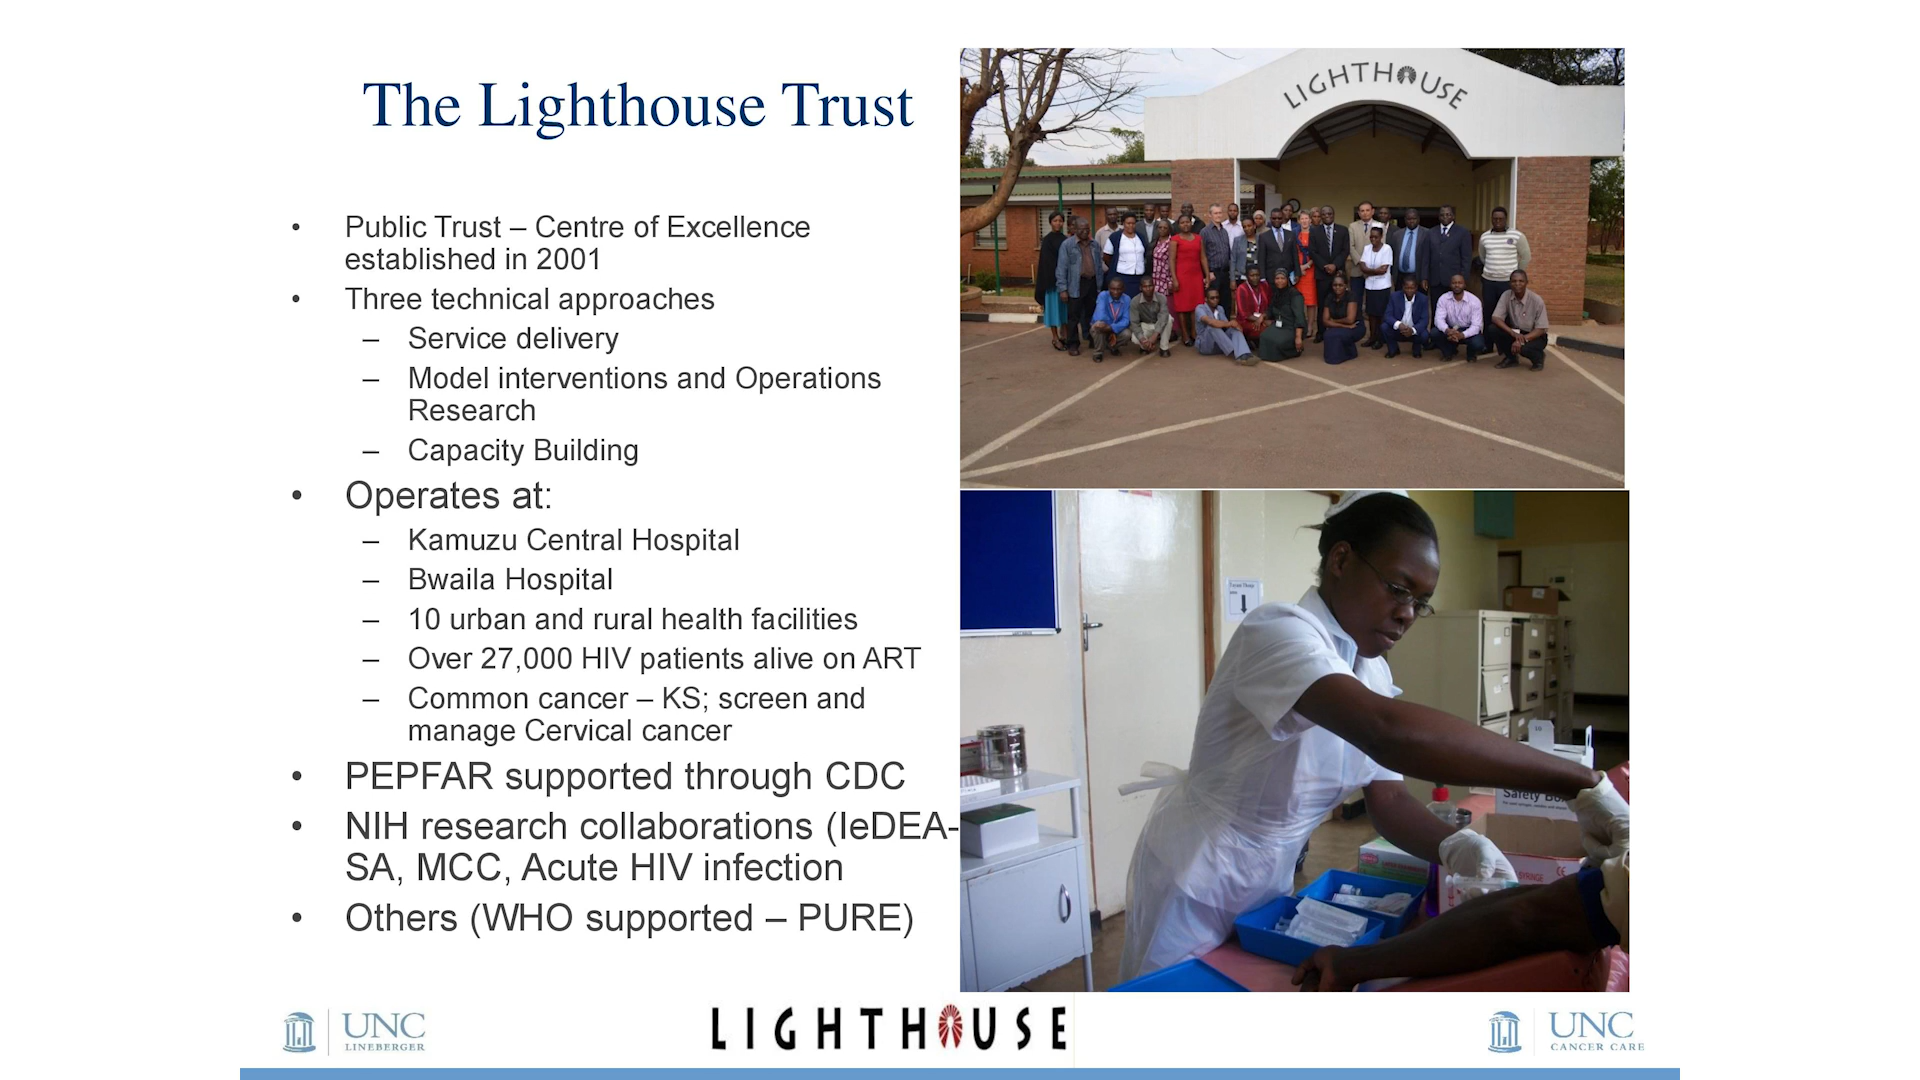 The Lighthouse Trust
• Public Trust – Centre of Excellence
established in 2001
• Three technical approaches
– Service delivery
– Model interventions and Operations
Research
– Capacity Building
• Operates at:
– Kamuzu Central Hospital
– Bwaila Hospital
– 10 urban and rural health facilities
– Over 27,000 HIV patients alive on ART
– Common cancer – KS; screen and
manage Cervical cancer
• PEPFAR supported through CDC
• NIH research collaborations (IeDEA-
SA, MCC, Acute HIV infection
• Others (WHO supported – PURE)
LIGHTHOUSE
Safety
SYRINGE
UNC
LINEBERGER
LIGHTHOUSE
UNC
CANCER CARE